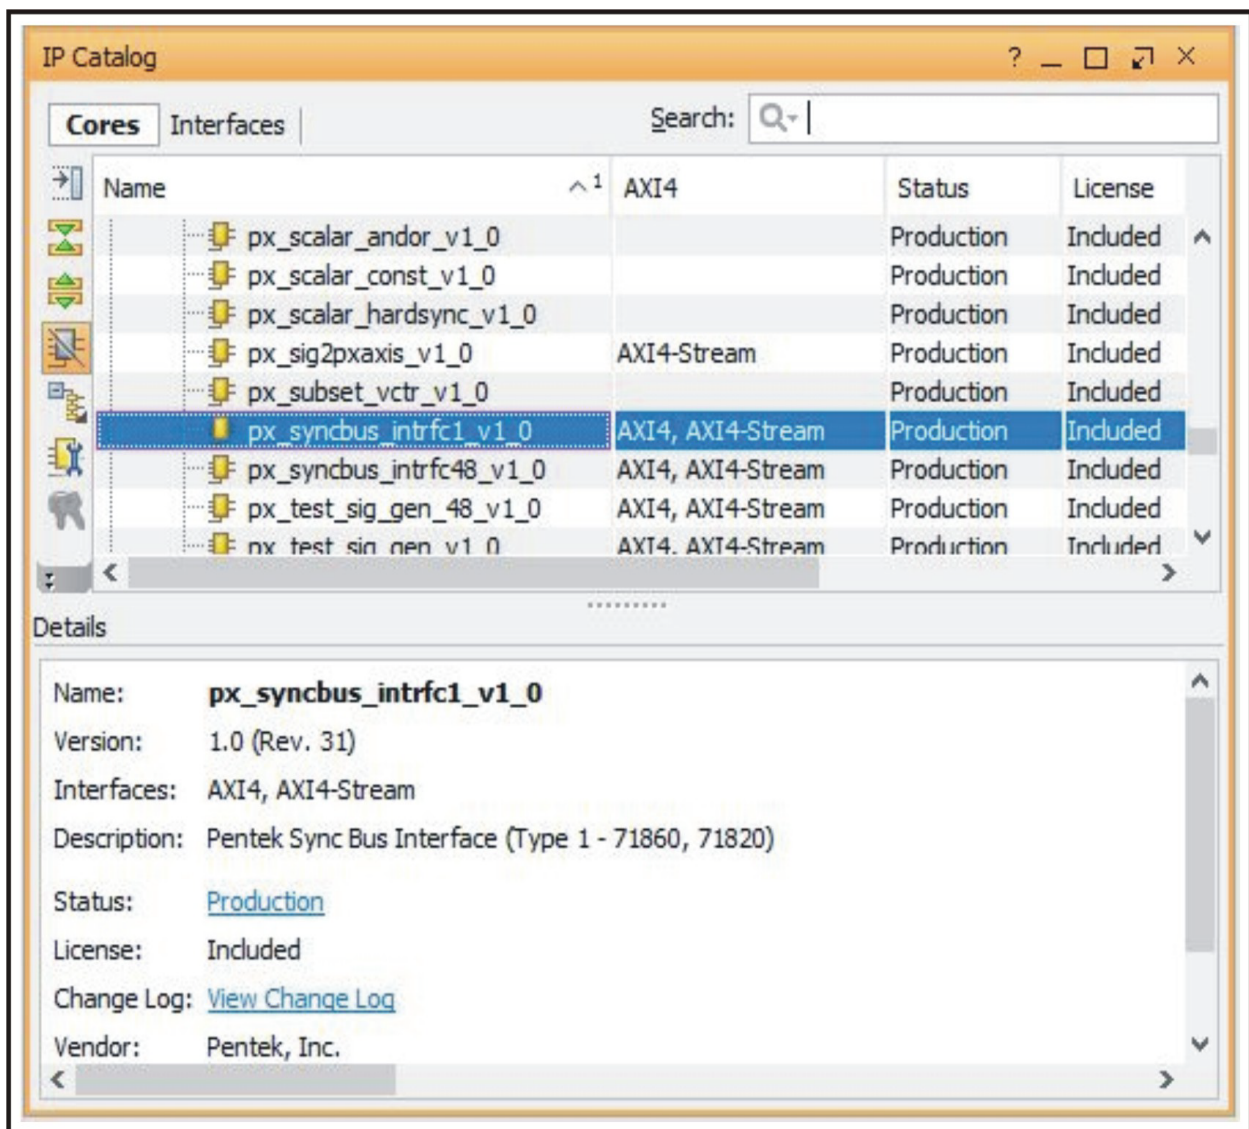 IP Catalog ? _ ×
Cores Interfaces Search:
Name 1 AXI4 Status License
px_scalar_andor_v1_0 Production Included
px_scalar_const_v1_0 Production Included
px_scalar_hardsync_v1_0 Production Included
px_sig2pxaxis_v1_0 AXI4-Stream Production Included
px_subset_vctr_v1_0 Production Included
px_syncbus_intrfc1_v1_0 AXI4, AXI4-Stream Production Included
px_syncbus_intrfc48_v1_0 AXI4, AXI4-Stream Production Included
px_test_sig_gen_48_v1_0 AXI4, AXI4-Stream Production Included
px_test_sig_gen_v1_0 AXI4, AXI4-Stream Production Included
Details
Name: px_syncbus_intrfc1_v1_0
Version: 1.0 (Rev. 31)
Interfaces: AXI4, AXI4-Stream
Description: Pentek Sync Bus Interface (Type 1 - 71860, 71820)
Status: Production
License: Included
Change Log: View Change Log
Vendor: Pentek, Inc.